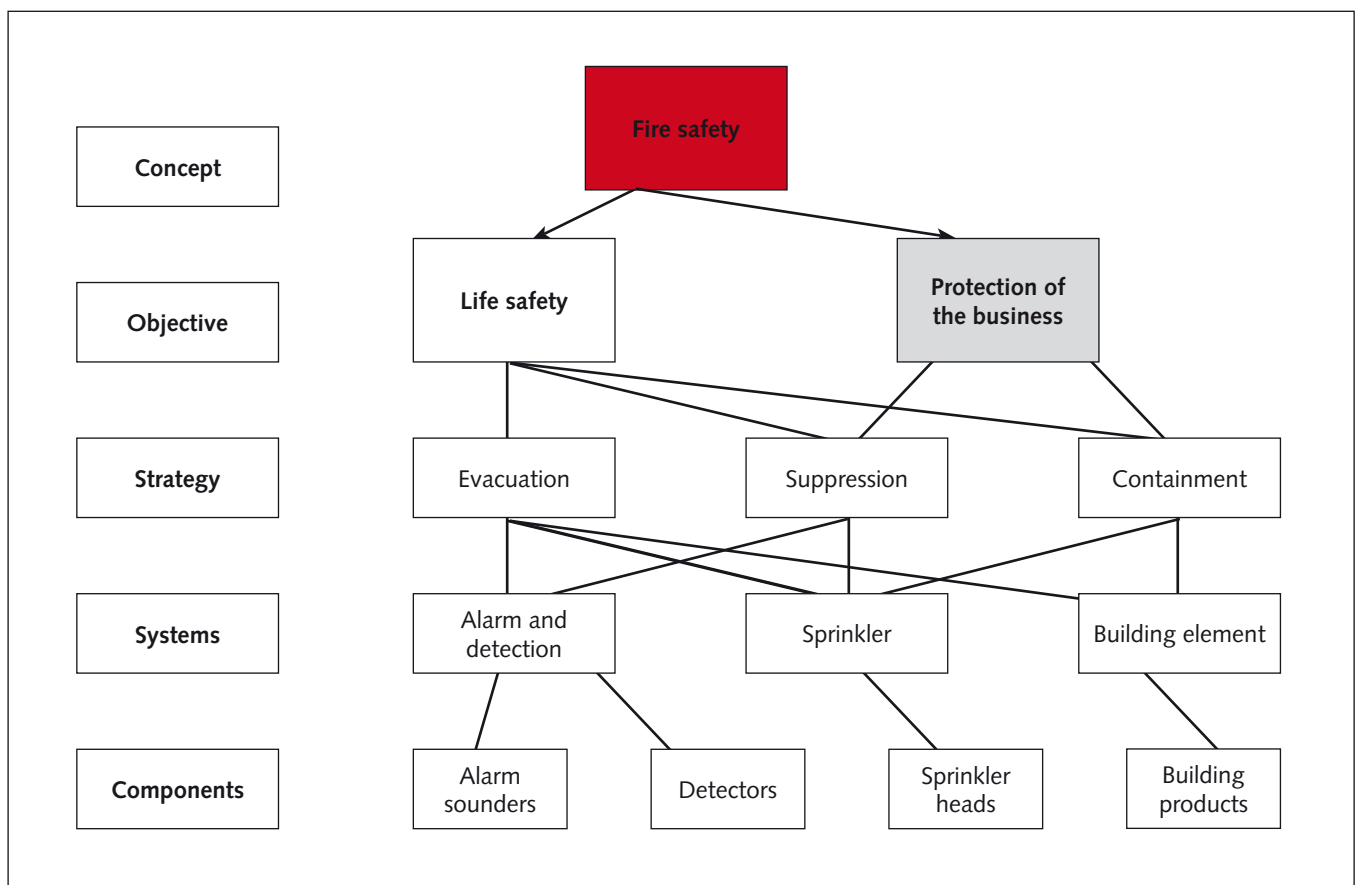 Fire safety
Concept
Life safety
Protection of
the business
Objective
Strategy
Evacuation
Suppression
Containment
Systems
Alarm and
detection
Sprinkler
Building element
Components
Alarm
sounders
Detectors
Sprinkler
heads
Building
products